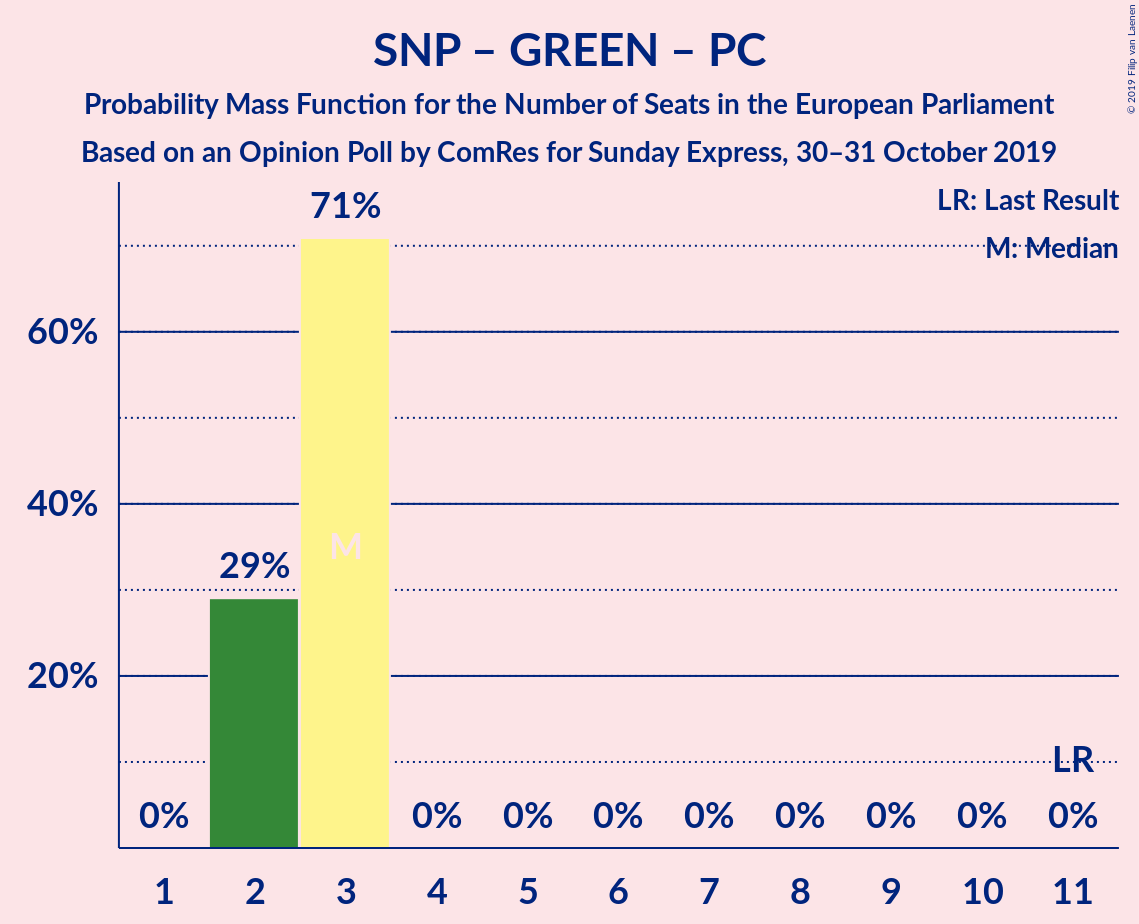 SNP – GREEN – PC
Probability Mass Function for the Number of Seats in the European Parliament
Based on an Opinion Poll by ComRes for Sunday Express, 30–31 October 2019
© 2019 Filip van Laenen
LR: Last Result
M: Median
71%
60%
40%
M
29%
20%
LR
0% 0% 0% 0% 0% 0% 0% 0% 0%
1 2 3 4 5 6 7 8 9 10 11